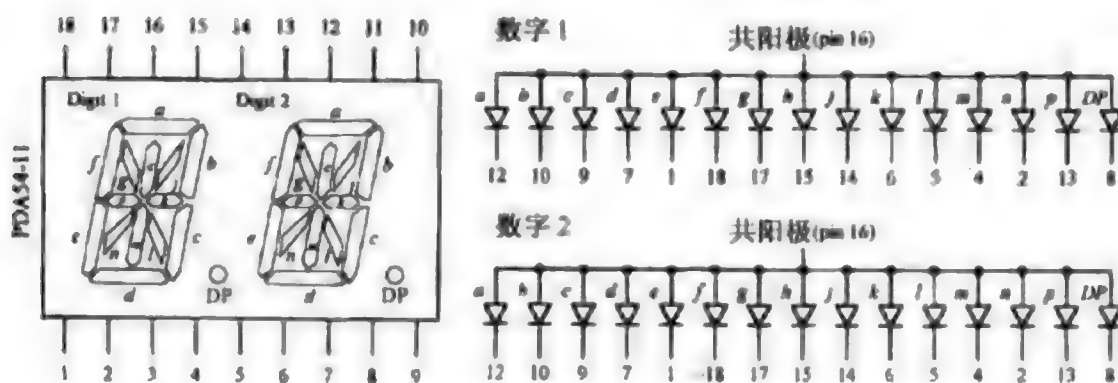 18 17 16 15 14 13 12 11 10
Digit 1 Digit 2
a a
f b f b
g g
e c e c
n l n l
d d
DP DP
PDA54-11
1 2 3 4 5 6 7 8 9
数字 1 共阳极(pin 16)
a b c d e f g h j k l m n p DP
12 10 9 7 1 18 17 15 14 6 5 4 2 13 8
数字 2 共阳极(pin 16)
a b c d e f g h j k l m n p DP
12 10 9 7 1 18 17 15 14 6 5 4 2 13 8